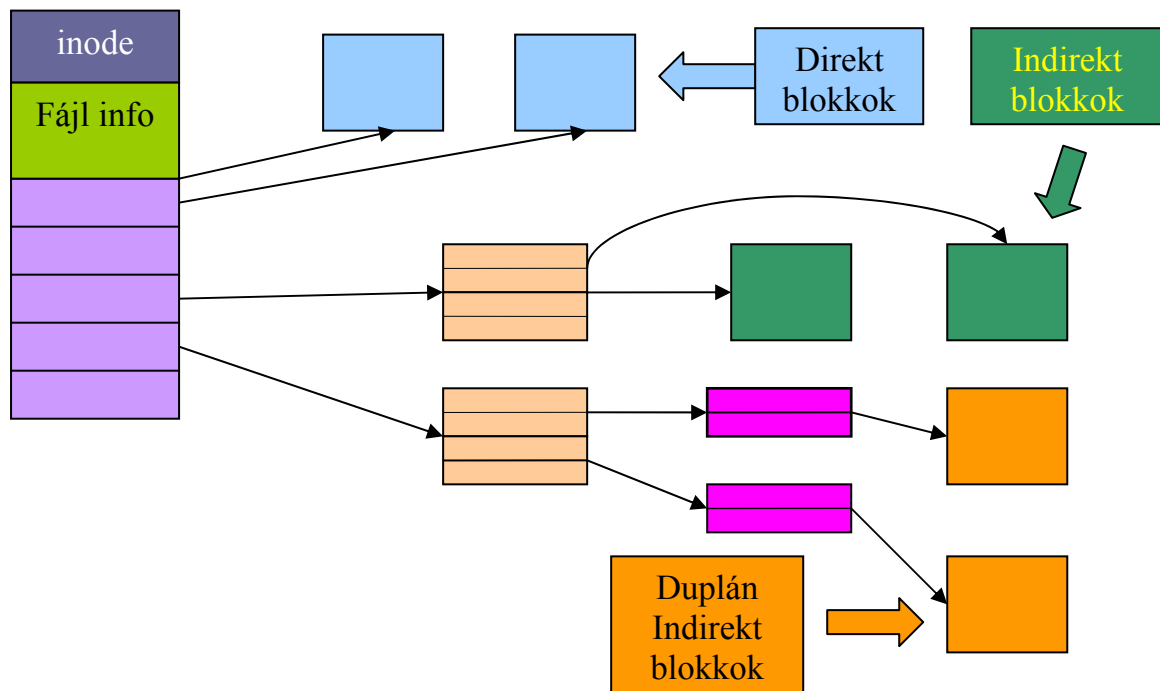 inode
Fájl info
Direkt
blokkok
Indirekt
blokkok
Duplán
Indirekt
blokkok